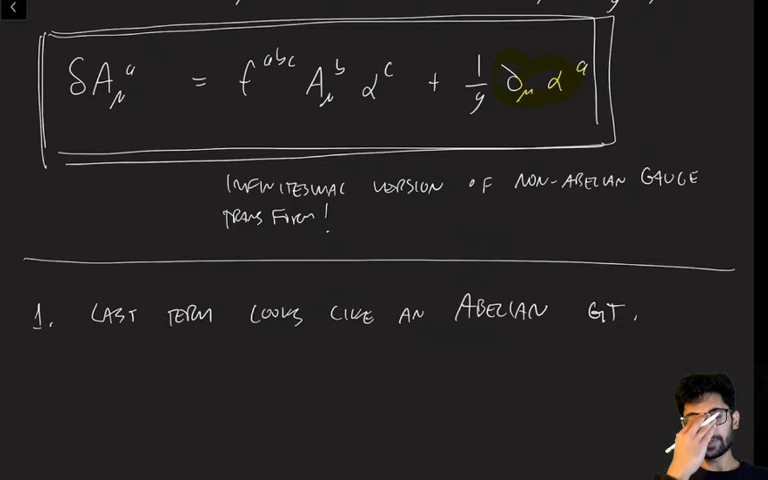 δA_μ^a = f^{abc} A_μ^b α^c + 1/g ∂_μ α^a
INFINITESIMAL VERSION OF NON-ABELIAN GAUGE
TRANSFORM!
1. LAST TERM LOOKS LIKE AN ABELIAN GT.